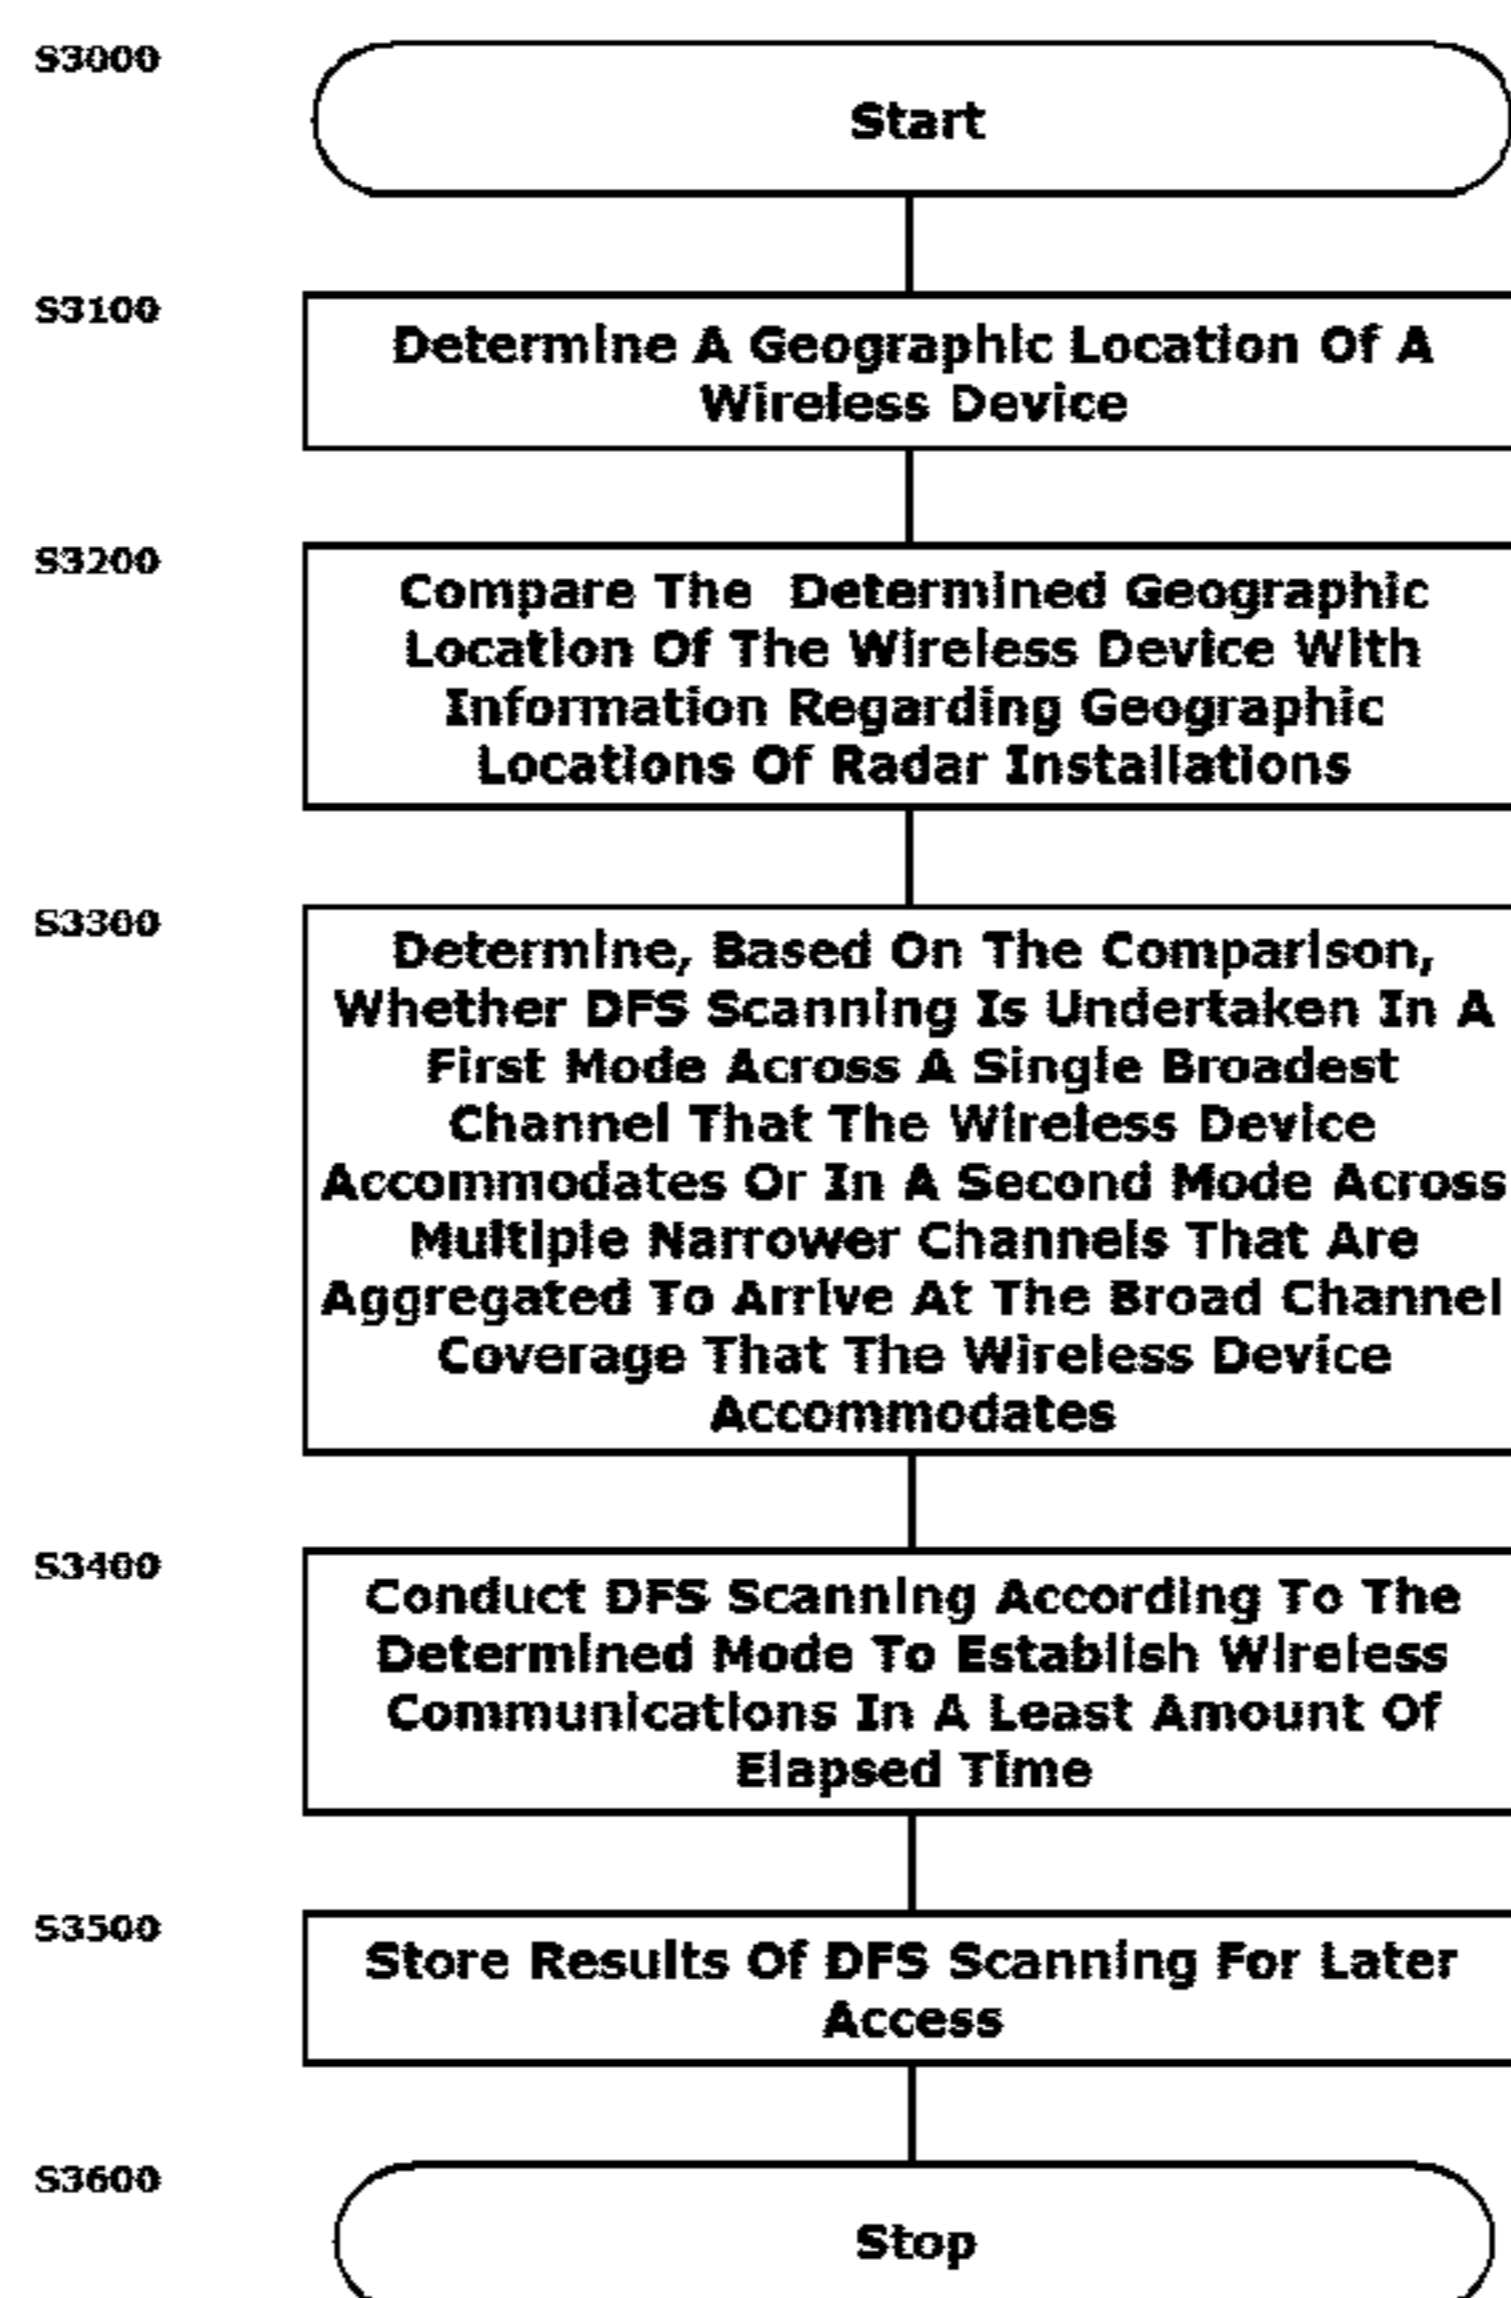 S3000
Start
S3100
Determine A Geographic Location Of A
Wireless Device
S3200
Compare The Determined Geographic
Location Of The Wireless Device With
Information Regarding Geographic
Locations Of Radar Installations
S3300
Determine, Based On The Comparison,
Whether DFS Scanning Is Undertaken In A
First Mode Across A Single Broadest
Channel That The Wireless Device
Accommodates Or In A Second Mode Across
Multiple Narrower Channels That Are
Aggregated To Arrive At The Broad Channel
Coverage That The Wireless Device
Accommodates
S3400
Conduct DFS Scanning According To The
Determined Mode To Establish Wireless
Communications In A Least Amount Of
Elapsed Time
S3500
Store Results Of DFS Scanning For Later
Access
S3600
Stop